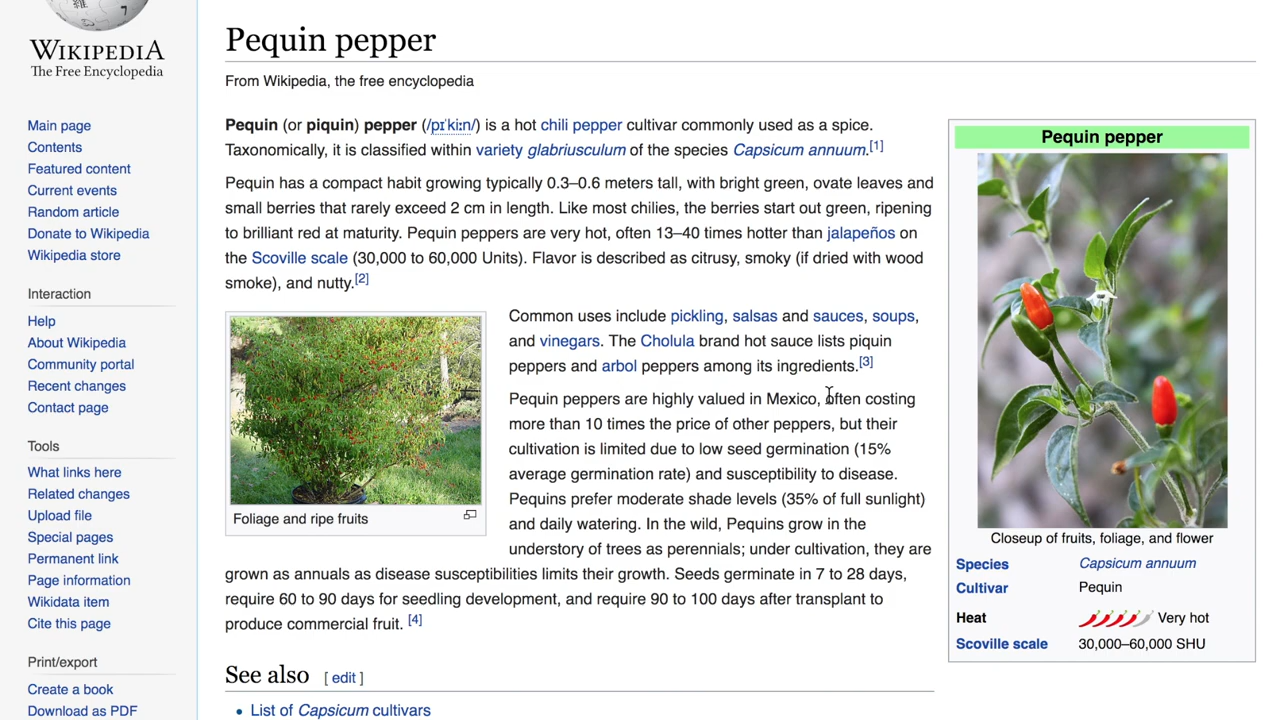 WIKIPEDIA
The Free Encyclopedia
Main page
Contents
Featured content
Current events
Random article
Donate to Wikipedia
Wikipedia store
Interaction
Help
About Wikipedia
Community portal
Recent changes
Contact page
Tools
What links here
Related changes
Upload file
Special pages
Permanent link
Page information
Wikidata item
Cite this page
Print/export
Create a book
Download as PDF
Pequin pepper
From Wikipedia, the free encyclopedia
Pequin (or piquin) pepper (/pɪˈkiːn/) is a hot chili pepper cultivar commonly used as a spice.
Taxonomically, it is classified within variety glabriusculum of the species Capsicum annuum.[1]
Pequin has a compact habit growing typically 0.3–0.6 meters tall, with bright green, ovate leaves and
small berries that rarely exceed 2 cm in length. Like most chilies, the berries start out green, ripening
to brilliant red at maturity. Pequin peppers are very hot, often 13–40 times hotter than jalapeños on
the Scoville scale (30,000 to 60,000 Units). Flavor is described as citrusy, smoky (if dried with wood
smoke), and nutty.[2]
Foliage and ripe fruits
Common uses include pickling, salsas and sauces, soups,
and vinegars. The Cholula brand hot sauce lists piquin
peppers and arbol peppers among its ingredients.[3]
Pequin peppers are highly valued in Mexico, often costing
more than 10 times the price of other peppers, but their
cultivation is limited due to low seed germination (15%
average germination rate) and susceptibility to disease.
Pequins prefer moderate shade levels (35% of full sunlight)
and daily watering. In the wild, Pequins grow in the
understory of trees as perennials; under cultivation, they are
grown as annuals as disease susceptibilities limits their growth. Seeds germinate in 7 to 28 days,
require 60 to 90 days for seedling development, and require 90 to 100 days after transplant to
produce commercial fruit. [4]
See also [ edit ]
• List of Capsicum cultivars
Pequin pepper
Closeup of fruits, foliage, and flower
Species Capsicum annuum
Cultivar Pequin
Heat Very hot
Scoville scale 30,000–60,000 SHU